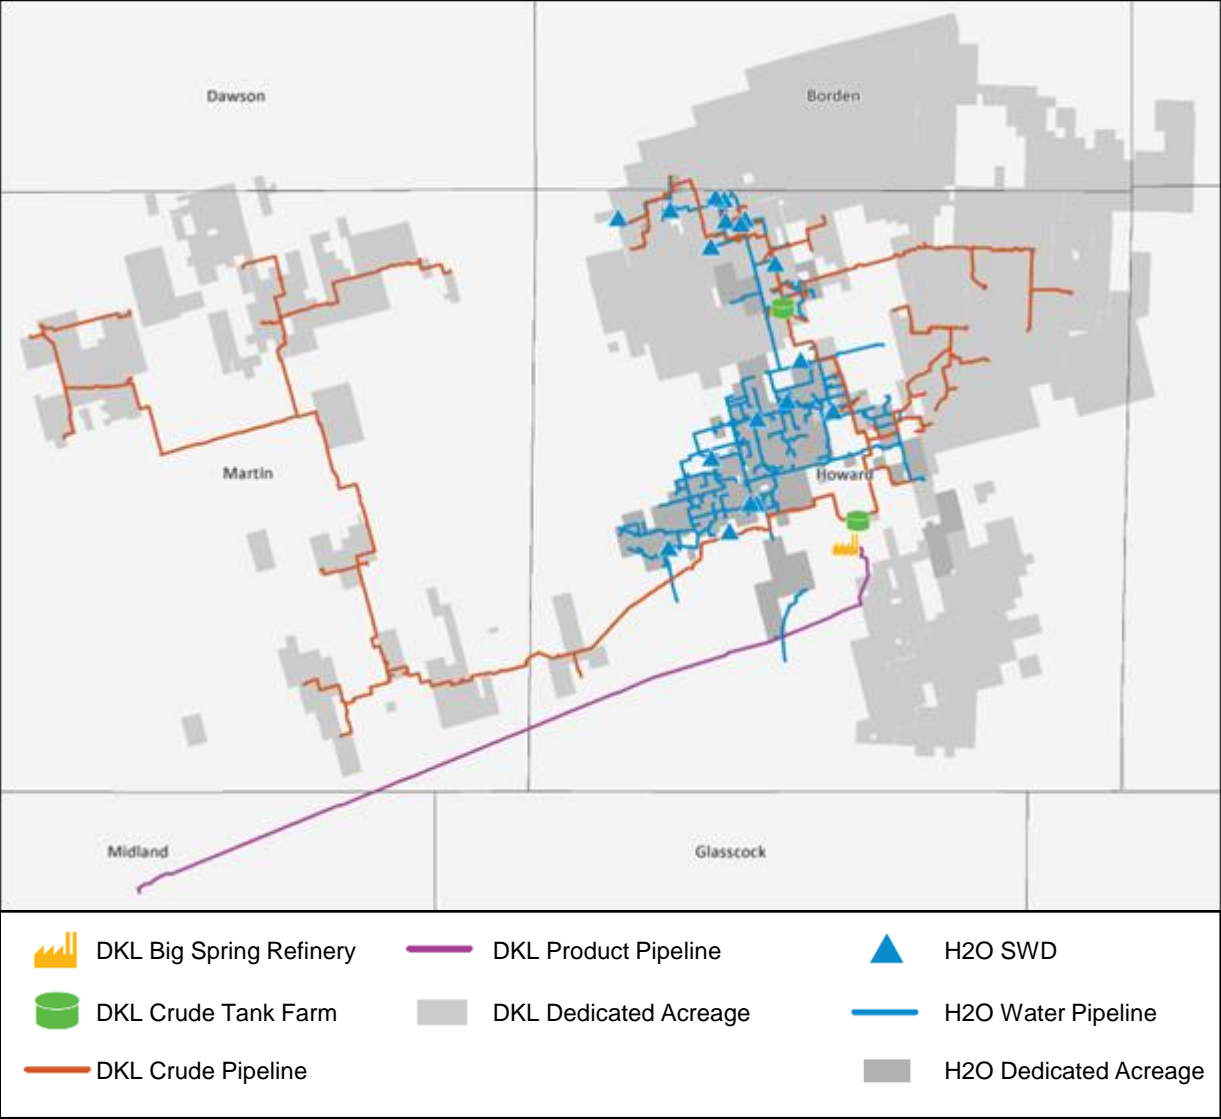 Dawson
Borden
Martin
Howard
Midland
Glasscock
DKL Big Spring Refinery
DKL Product Pipeline
H2O SWD
DKL Crude Tank Farm
DKL Dedicated Acreage
H2O Water Pipeline
DKL Crude Pipeline
H2O Dedicated Acreage